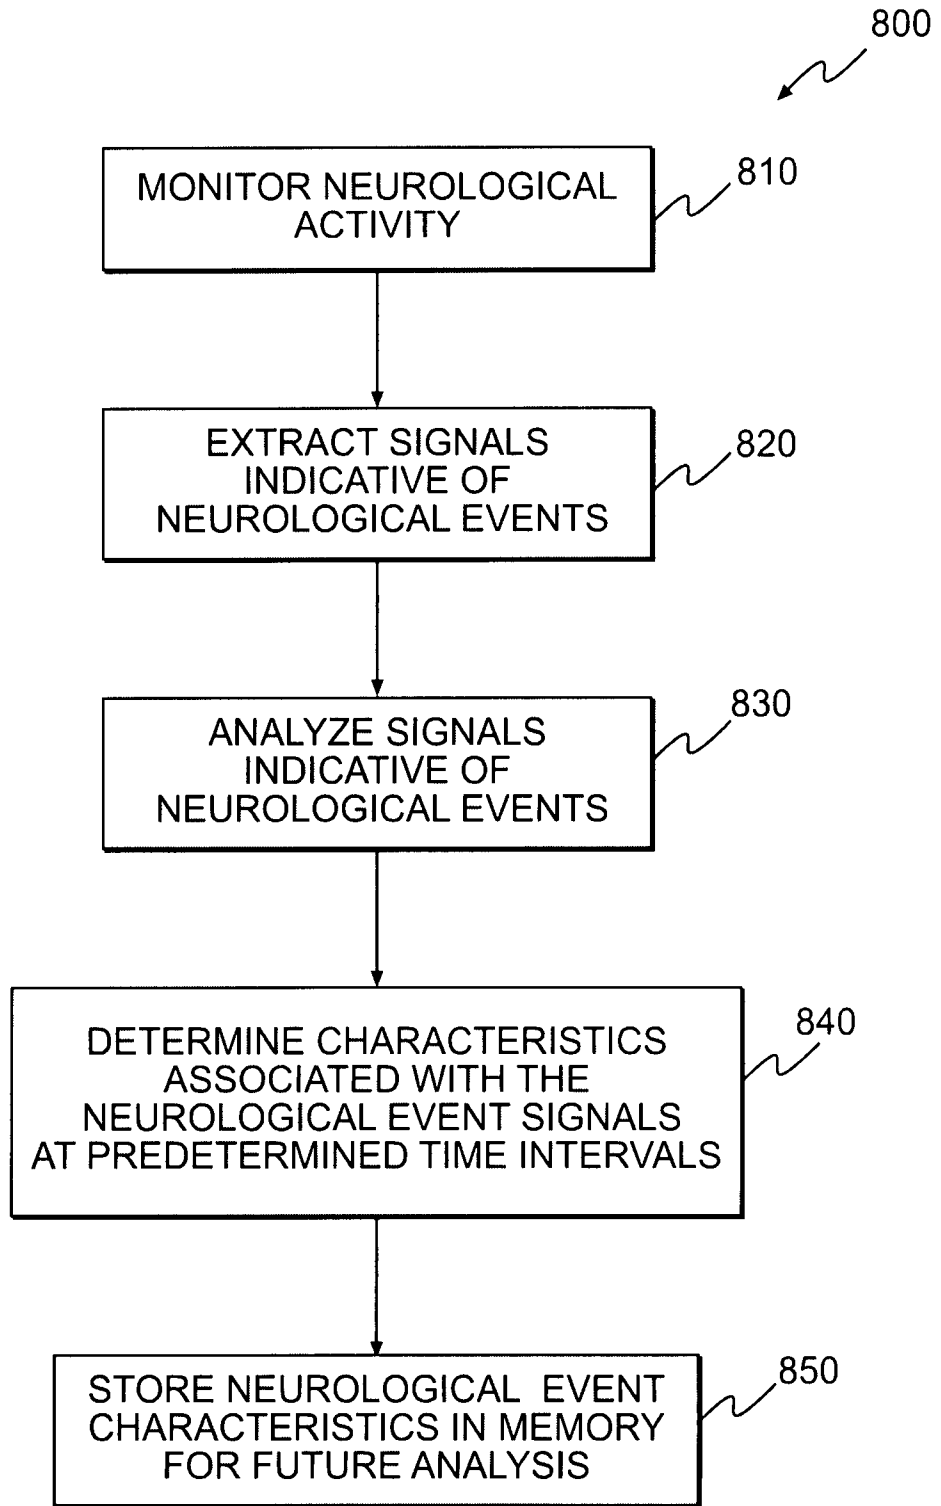 800
MONITOR NEUROLOGICAL
ACTIVITY
810
EXTRACT SIGNALS
INDICATIVE OF
NEUROLOGICAL EVENTS
820
ANALYZE SIGNALS
INDICATIVE OF
NEUROLOGICAL EVENTS
830
DETERMINE CHARACTERISTICS
ASSOCIATED WITH THE
NEUROLOGICAL EVENT SIGNALS
AT PREDETERMINED TIME INTERVALS
840
STORE NEUROLOGICAL EVENT
CHARACTERISTICS IN MEMORY
FOR FUTURE ANALYSIS
850